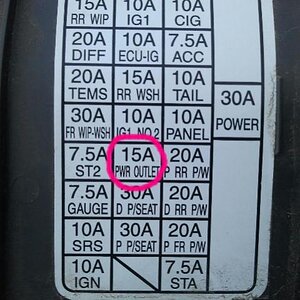 15A 10A 10A
RR WIP IG1 CIG
20A 10A 7.5A
DIFF ECU-IG ACC
20A 15A 10A
TEMS RR WSH TAIL
30A 10A 10A
FR WIP-WSH IG1 NO.2 PANEL
30A
POWER
7.5A 15A 20A
ST2 PWR OUTLET P RR P/W
7.5A 30A 20A
GAUGE D P/SEAT D RR P/W
10A 30A 20A
SRS P P/SEAT P FR P/W
10A 7.5A
IGN STA